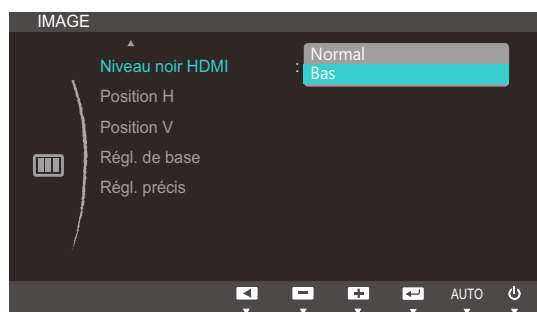 IMAGE
Niveau noir HDMI : Normal
Bas
Position H
Position V
Régl. de base
Régl. précis
AUTO